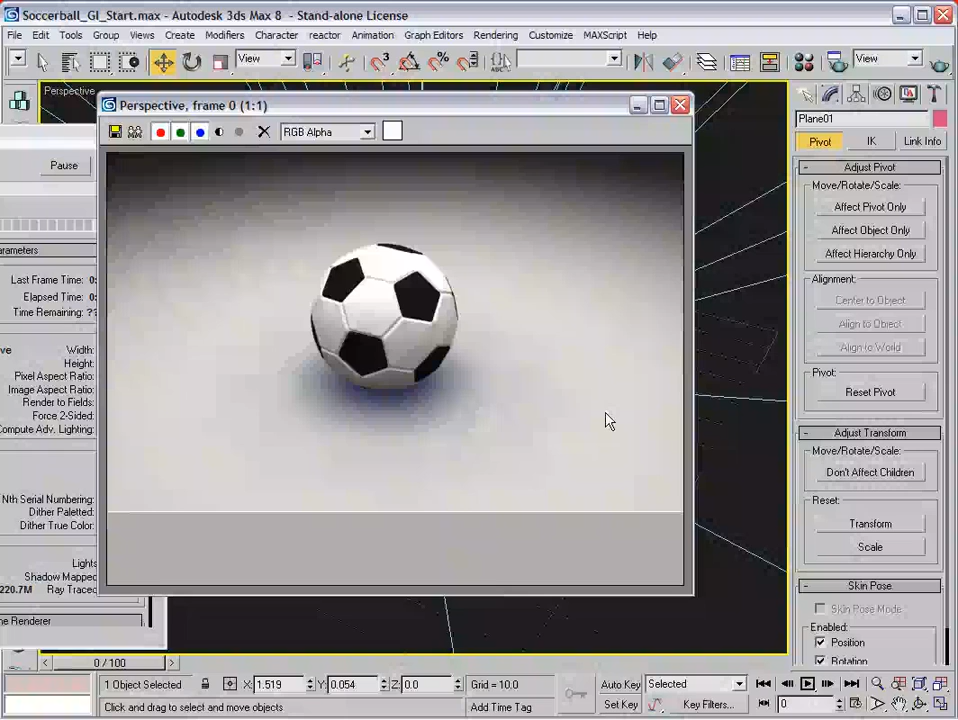 Soccerball_GI_Start.max - Autodesk 3ds Max 8 - Stand-alone License
File Edit Tools Group Views Create Modifiers Character reactor Animation Graph Editors Rendering Customize MAXScript Help
View View
Perspective
Perspective, frame 0 (1:1)
RGB Alpha
Pause
arameters
Last Frame Time: 0:
Elapsed Time: 0:
Time Remaining: ??
Width:
Height:
Pixel Aspect Ratio:
Image Aspect Ratio:
Render to Fields:
Force 2-Sided:
Compute Adv. Lighting:
Nth Serial Numbering:
Dither Paletted:
Dither True Color:
Lights
Shadow Mapped
220.7M Ray Traced
ne Renderer
Plane01
Pivot IK Link Info
- Adjust Pivot
Move/Rotate/Scale:
Affect Pivot Only
Affect Object Only
Affect Hierarchy Only
Alignment:
Center to Object
Align to Object
Align to World
Pivot:
Reset Pivot
- Adjust Transform
Move/Rotate/Scale:
Don't Affect Children
Reset:
Transform
Scale
- Skin Pose
Skin Pose Mode
Enabled:
Position
Rotation
0 / 100
1 Object Selected X: 1.519 Y: 0.054 Z: 0.0 Grid = 10.0 Auto Key Selected
Click and drag to select and move objects Add Time Tag Set Key Key Filters... 0